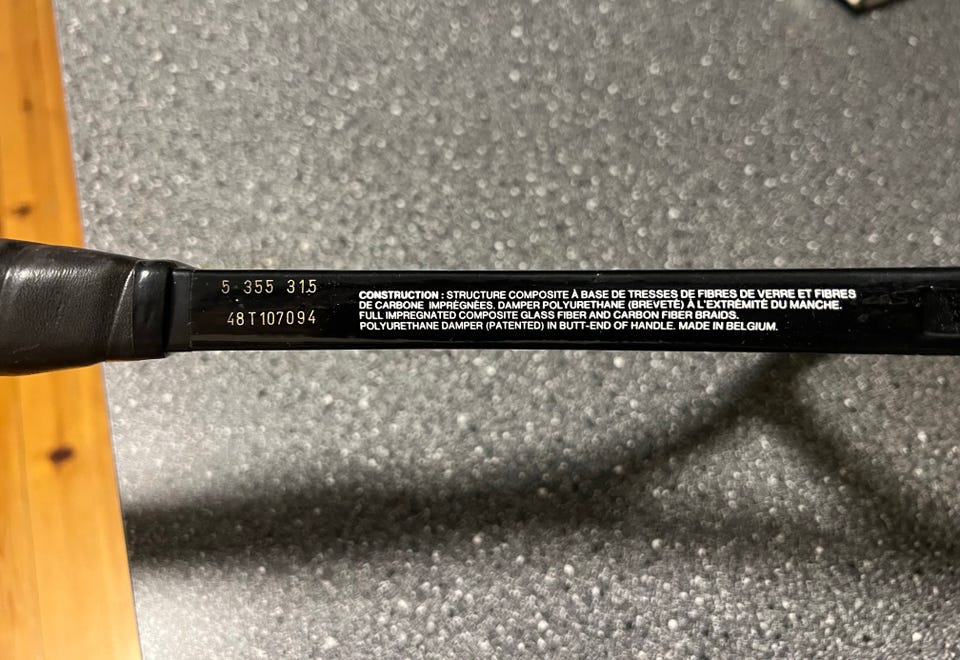 5 355 315
48T107094
CONSTRUCTION : STRUCTURE COMPOSITE À BASE DE TRESSES DE FIBRES DE VERRE ET FIBRES
DE CARBONE IMPRÉGNÉES. DAMPER POLYURETHANE (BREVETÉ) À L'EXTRÊMITÉ DU MANCHE.
FULL IMPREGNATED COMPOSITE GLASS FIBER AND CARBON FIBER BRAIDS.
POLYURETHANE DAMPER (PATENTED) IN BUTT-END OF HANDLE. MADE IN BELGIUM.